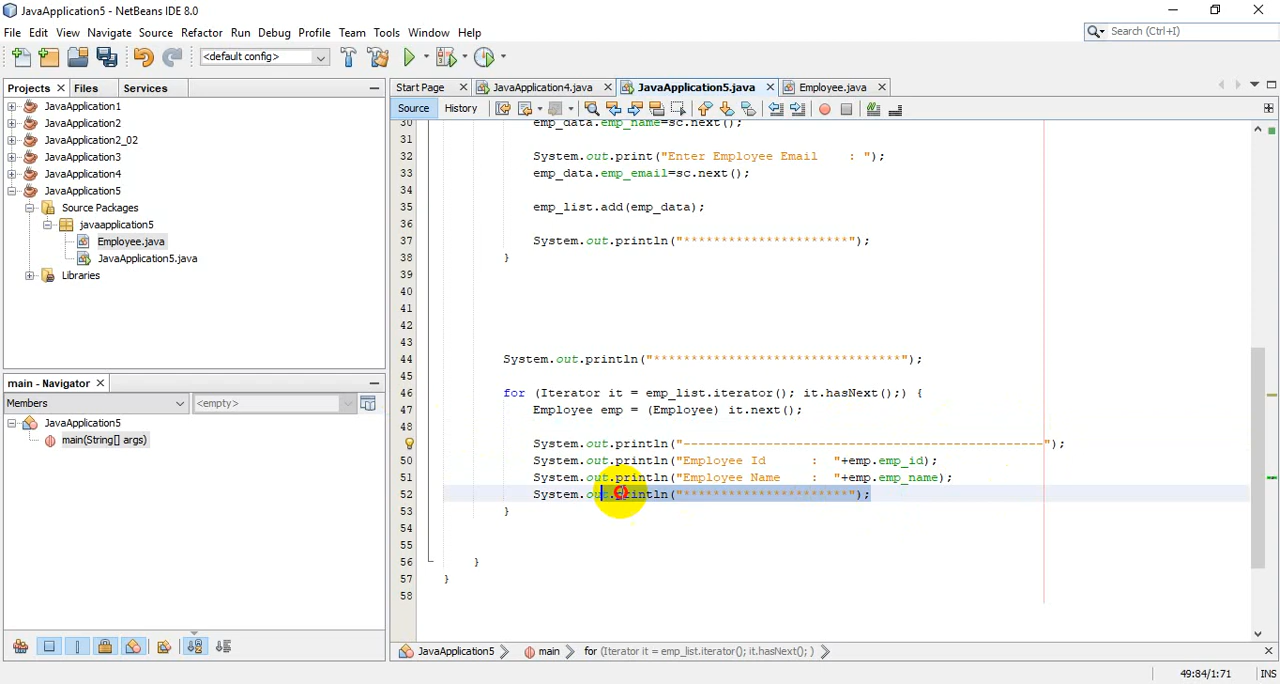 JavaApplication5 - NetBeans IDE 8.0
File Edit View Navigate Source Refactor Run Debug Profile Team Tools Window Help
Search (Ctrl+I)
<default config>
Projects Files Services
Start Page JavaApplication4.java JavaApplication5.java Employee.java
Source History
JavaApplication1
JavaApplication2
JavaApplication2_02
JavaApplication3
JavaApplication4
JavaApplication5
Source Packages
javaapplication5
Employee.java
JavaApplication5.java
Libraries
main - Navigator
Members <empty>
JavaApplication5
main(String[] args)
30 emp_data.emp_name=sc.next();
31
32 System.out.print("Enter Employee Email    : ");
33 emp_data.emp_email=sc.next();
34
35 emp_list.add(emp_data);
36
37 System.out.println("**********************");
38 }
39
40
41
42
43
44 System.out.println("*********************************");
45
46 for (Iterator it = emp_list.iterator(); it.hasNext();) {
47 Employee emp = (Employee) it.next();
48
System.out.println("------------------------------------------------");
50 System.out.println("Employee Id      :  "+emp.emp_id);
51 System.out.println("Employee Name    :  "+emp.emp_name);
52 System.out.println("**********************");
53 }
54
55
56 }
57 }
58
JavaApplication5 main for (Iterator it = emp_list.iterator(); it.hasNext(); )
49:84/1:71 INS